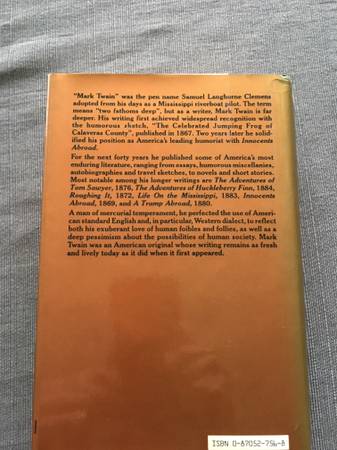 "Mark Twain" was the pen name Samuel Langhorne Clemens
adopted from his days as a Mississippi riverboat pilot. The term
means "two fathoms deep", but as a writer, Mark Twain is far
deeper. His writing first achieved widespread recognition with
the humorous sketch, "The Celebrated Jumping Frog of
Calaveras County", published in 1867. Two years later he solid-
ified his position as America's leading humorist with Innocents
Abroad.
For the next forty years he published some of America's most
enduring literature, ranging from essays, humorous miscellanies,
autobiographies and travel sketches, to novels and short stories.
Most notable among his longer writings are The Adventures of
Tom Sawyer, 1876, The Adventures of Huckleberry Finn, 1884,
Roughing It, 1872, Life On the Mississippi, 1883, Innocents
Abroad, 1869, and A Tramp Abroad, 1880.
A man of mercurial temperament, he perfected the use of Ameri-
can standard English and, in particular, Western dialect, to reflect
both his exuberant love of human foibles and follies, as well as a
deep pessimism about the possibilities of human society. Mark
Twain was an American original whose writing remains as fresh
and lively today as it did when it first appeared.
ISBN 0-87052-756-8